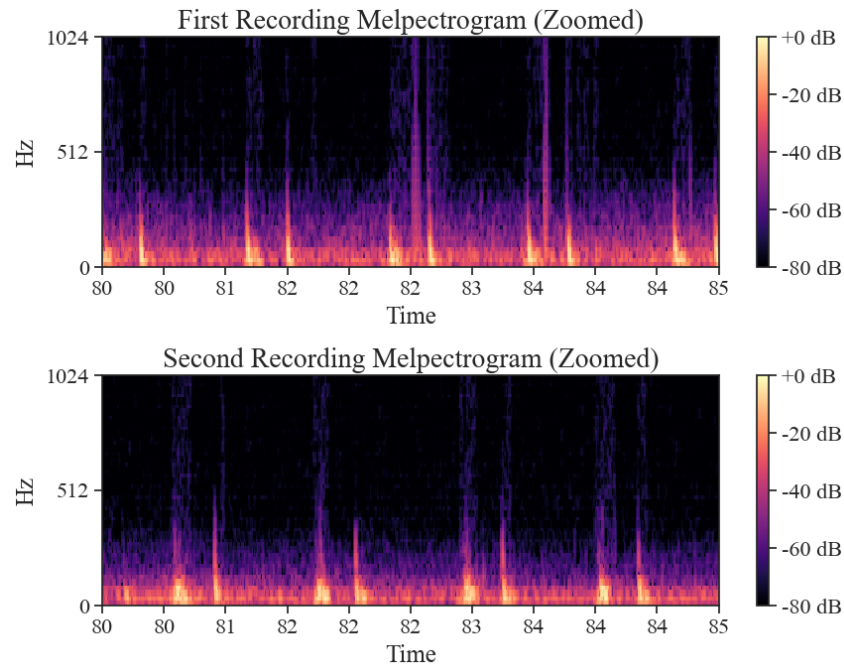 First Recording Melpectrogram (Zoomed)
1024
512
0
Hz
80 80 81 82 82 82 83 84 84 84 85
Time
+0 dB
-20 dB
-40 dB
-60 dB
-80 dB
Second Recording Melpectrogram (Zoomed)
1024
512
0
Hz
80 80 81 82 82 82 83 84 84 84 85
Time
+0 dB
-20 dB
-40 dB
-60 dB
-80 dB